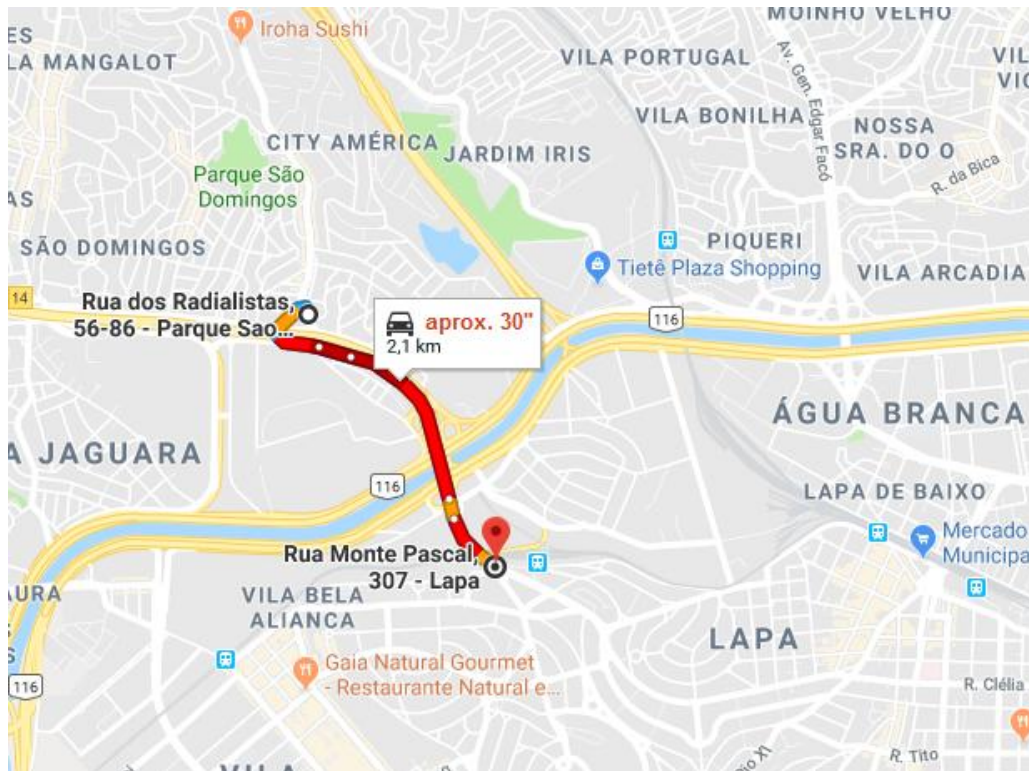 MOINHO VELHO
ES
Iroha Sushi
LA MANGALOT
VILA PORTUGAL
VIL
VIC
Av. Gen. Edgar Facó
VILA BONILHA
NOSSA
SRA. DO O
CITY AMÉRICA
JARDIM IRIS
R. da Bica
Parque São
Domingos
AS
SÃO DOMINGOS
PIQUERI
Tietê Plaza Shopping
VILA ARCADIA
14
Rua dos Radialistas,
56-86 - Parque Sao...
aprox. 30"
2,1 km
116
ÁGUA BRANCA
A JAGUARA
116
LAPA DE BAIXO
Mercado
Municipa
Rua Monte Pascal,
307 - Lapa
AURA
VILA BELA
ALIANCA
S
S
LAPA
116
Gaia Natural Gourmet
- Restaurante Natural e...
R. Clélia
R. Tito